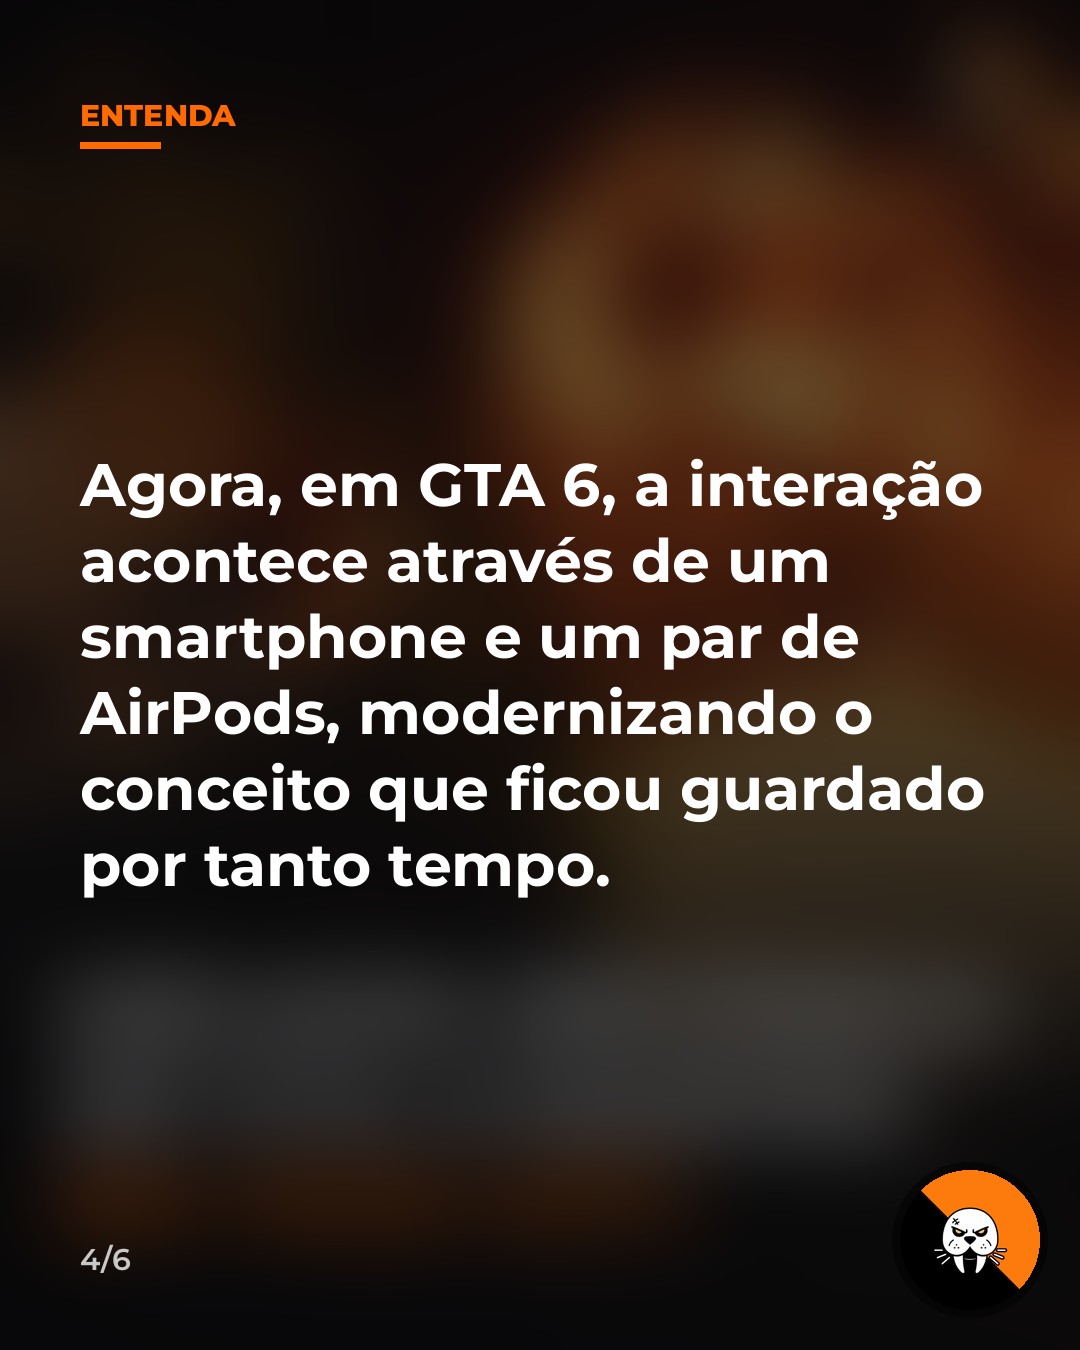 ENTENDA
Agora, em GTA 6, a interação
acontece através de um
smartphone e um par de
AirPods, modernizando o
conceito que ficou guardado
por tanto tempo.
4/6